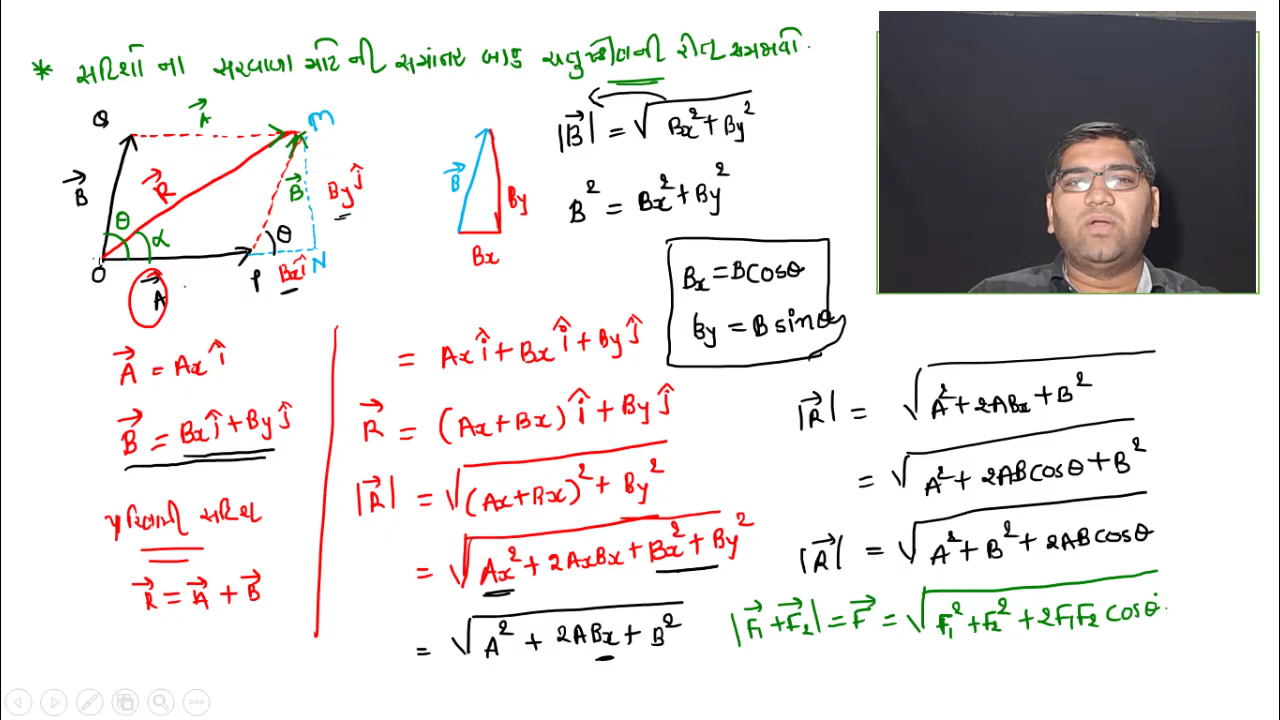 * સદિશોના સરવાળા માટેની સમાંતર બાજુ ચતુષ્કોણની રીત સમજાવો.
Q A⃗ M
B⃗ R⃗ B⃗ By ĵ
θ α θ
O A⃗ P Bx î N
B⃗ By
Bx
|B⃗| = √(Bx² + By²)
B² = Bx² + By²
Bx = B cosθ
By = B sinθ
A⃗ = Ax î
B⃗ = Bx î + By ĵ
પરિણામી સદિશ
R⃗ = A⃗ + B⃗
= Ax î + Bx î + By ĵ
R⃗ = (Ax + Bx) î + By ĵ
|R⃗| = √((Ax + Bx)² + By²)
= √(Ax² + 2AxBx + Bx² + By²)
= √(A² + 2ABx + B²)
|R⃗| = √(A² + 2ABx + B²)
= √(A² + 2AB cosθ + B²)
|R⃗| = √(A² + B² + 2AB cosθ)
|F₁⃗ + F₂⃗| = F⃗ = √(F₁² + F₂² + 2F₁F₂ cosθ)